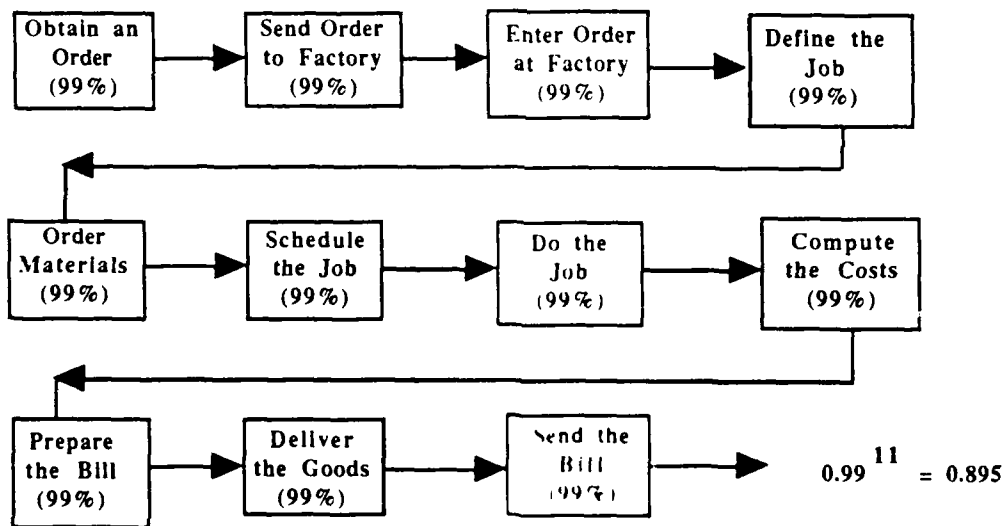 Obtain an
Order
(99%)
Send Order
to Factory
(99%)
Enter Order
at Factory
(99%)
Define the
Job
(99%)
Order
Materials
(99%)
Schedule
the Job
(99%)
Do the
Job
(99%)
Compute
the Costs
(99%)
Prepare
the Bill
(99%)
Deliver
the Goods
(99%)
Send the
Bill
(99%)
0.99 11 = 0.895